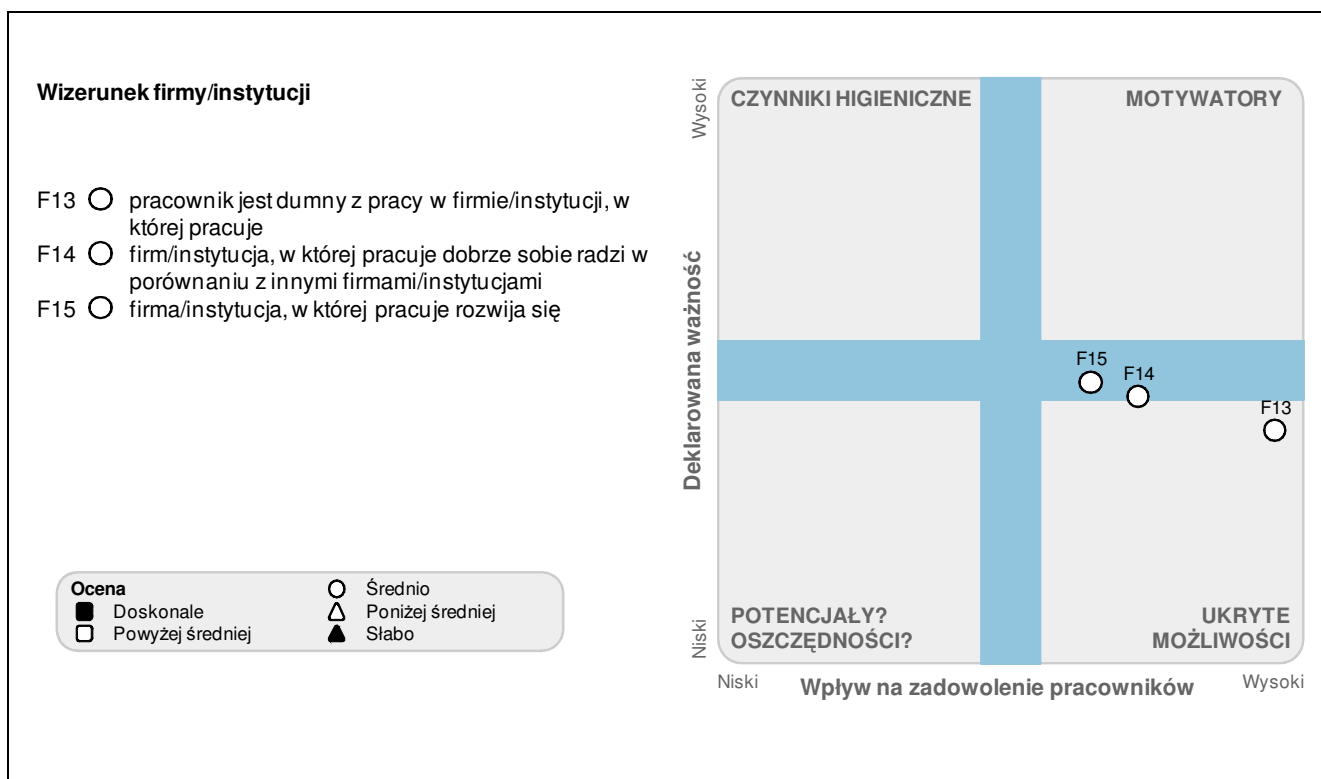 Wizerunek firmy/instytucji
F13 pracownik jest dumny z pracy w firmie/instytucji, w
której pracuje
F14 firm/instytucja, w której pracuje dobrze sobie radzi w
porównaniu z innymi firmami/instytucjami
F15 firma/instytucja, w której pracuje rozwija się
Ocena
Doskonale
Powyżej średniej
Średnio
Poniżej średniej
Słabo
Wysoki
Deklarowana ważność
Niski
CZYNNIKI HIGIENICZNE
MOTYWATORY
F15
F14
F13
POTENCJAŁY?
OSZCZĘDNOŚCI?
UKRYTE
MOŻLIWOŚCI
Niski
Wpływ na zadowolenie pracowników
Wysoki